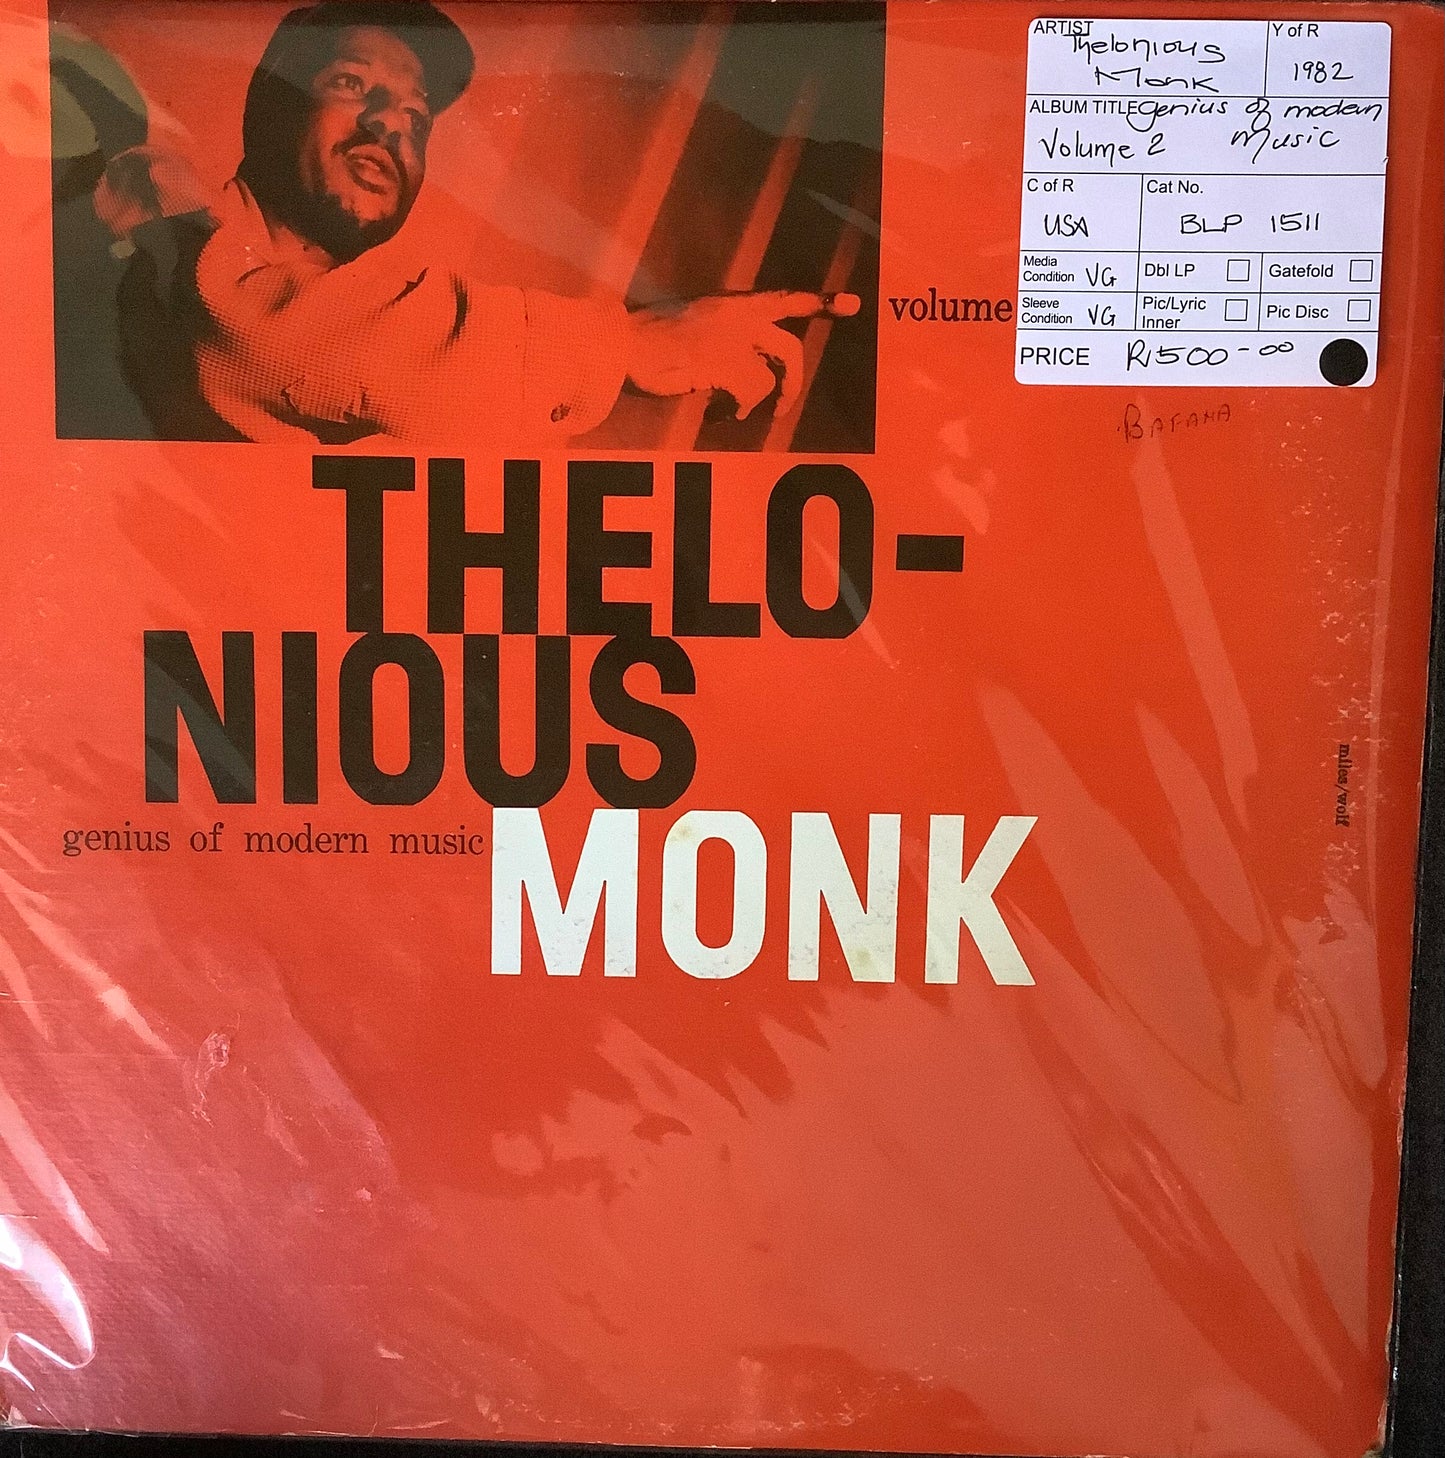 ARTIST Thelonious Monk
Y of R 1982
ALBUM TITLE genius of modern
Volume 2 Music
C of R USA
Cat No. BLP 1511
Media Condition VG
Dbl LP
Gatefold
Sleeve Condition VG
Pic/Lyric Inner
Pic Disc
PRICE R1500-00
volume
BAFANA
THELO-
NIOUS
genius of modern music
MONK
miles/wolf